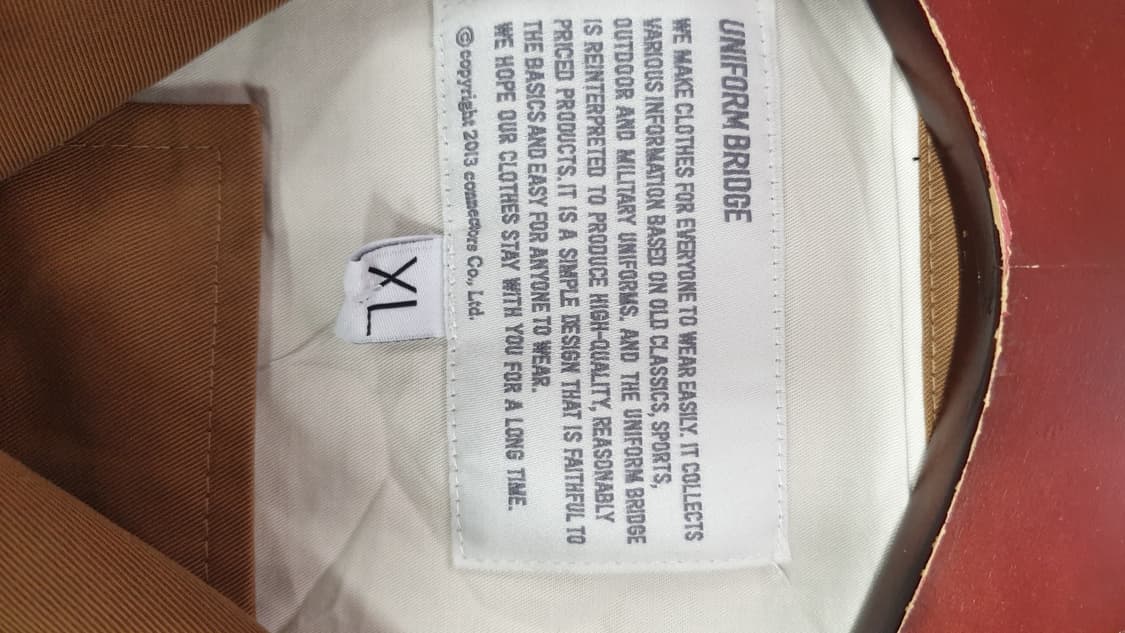 UNIFORM BRIDGE
WE MAKE CLOTHES FOR EVERYONE TO WEAR EASILY. IT COLLECTS
VARIOUS INFORMATION BASED ON OLD CLASSICS, SPORTS,
OUTDOOR AND MILITARY UNIFORMS. AND THE UNIFORM BRIDGE
IS REINTERPRETED TO PRODUCE HIGH-QUALITY, REASONABLY
PRICED PRODUCTS. IT IS A SIMPLE DESIGN THAT IS FAITHFUL TO
THE BASICS AND EASY FOR ANYONE TO WEAR.
WE HOPE OUR CLOTHES STAY WITH YOU FOR A LONG TIME.
©copyright 2013 connectors Co., Ltd.
XL